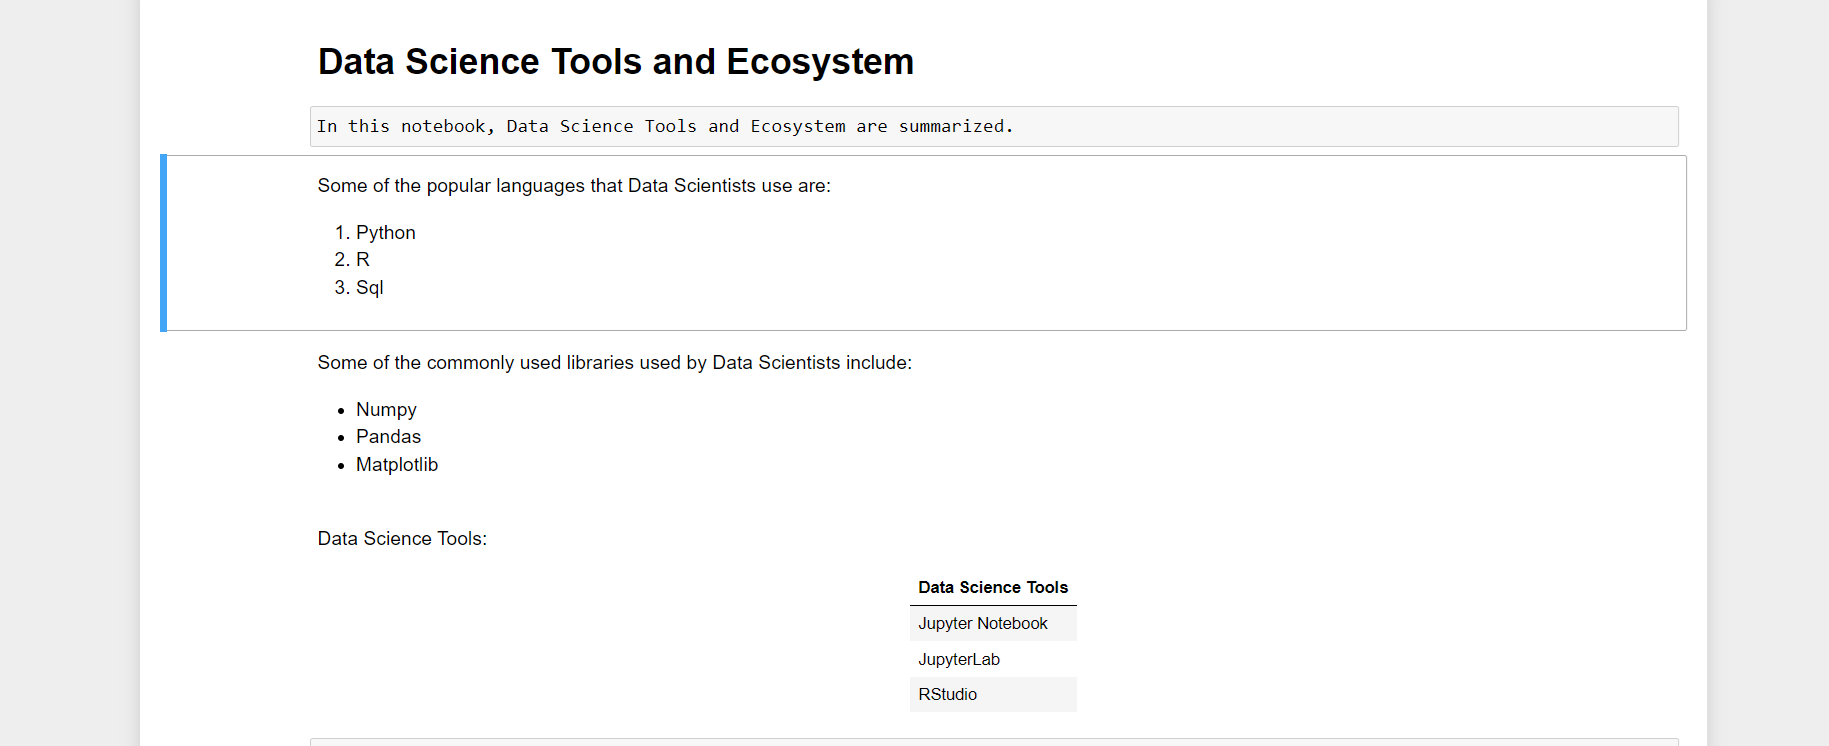 Data Science Tools and Ecosystem
In this notebook, Data Science Tools and Ecosystem are summarized.
Some of the popular languages that Data Scientists use are:
1. Python
2. R
3. Sql
Some of the commonly used libraries used by Data Scientists include:
• Numpy
• Pandas
• Matplotlib
Data Science Tools:
Data Science Tools
Jupyter Notebook
JupyterLab
RStudio